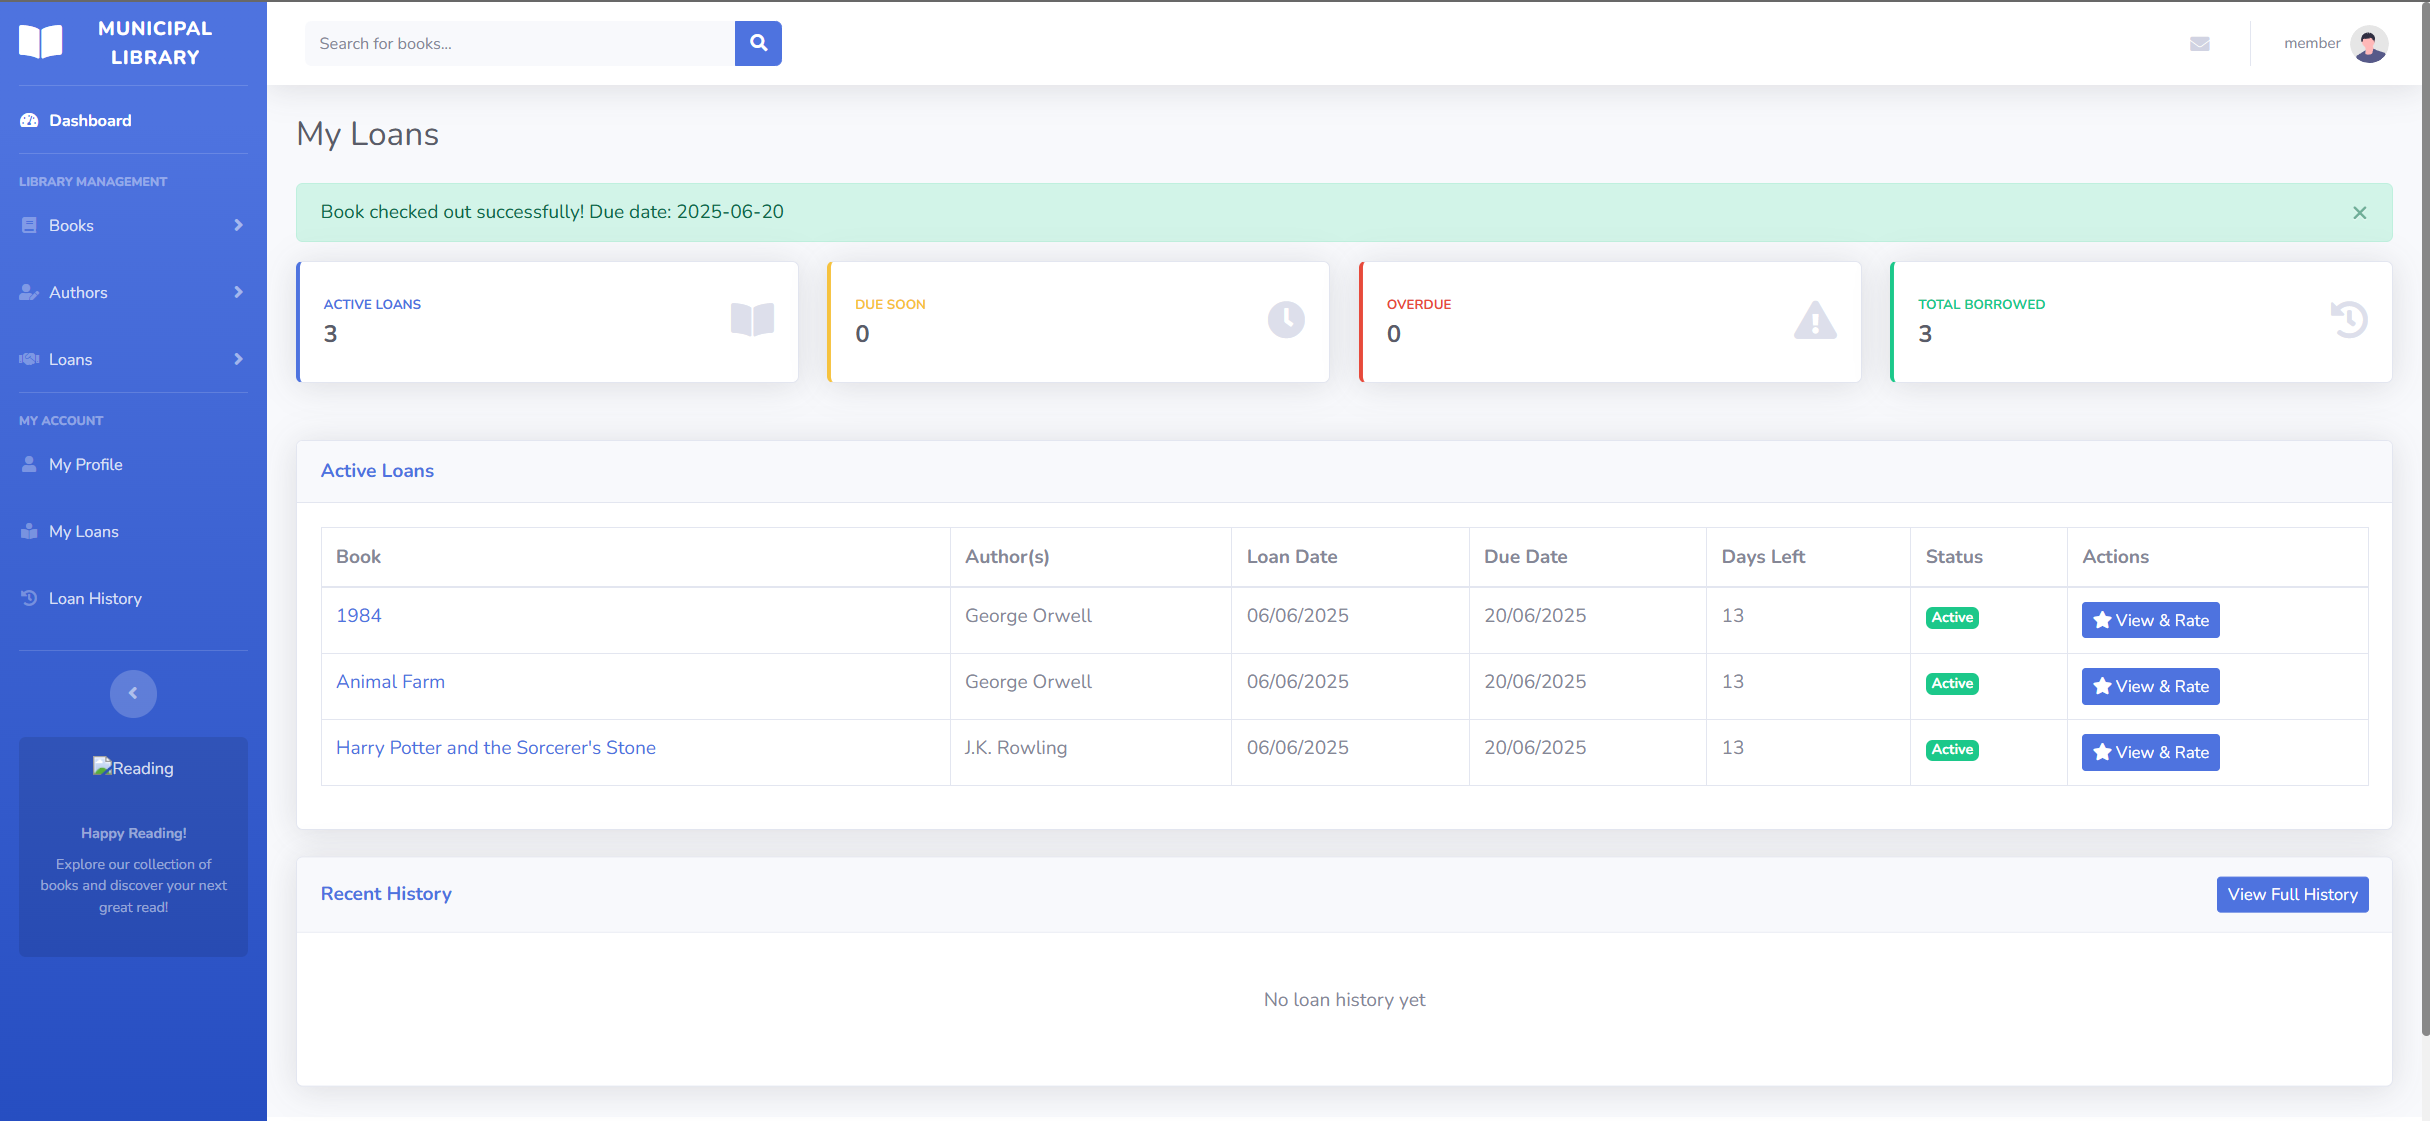 MUNICIPAL
LIBRARY
Dashboard
LIBRARY MANAGEMENT
Books
Authors
Loans
MY ACCOUNT
My Profile
My Loans
Loan History
Reading
Happy Reading!
Explore our collection of
books and discover your next
great read!
Search for books...
member
My Loans
Book checked out successfully! Due date: 2025-06-20
ACTIVE LOANS
3
DUE SOON
0
OVERDUE
0
TOTAL BORROWED
3
Active Loans
Book Author(s) Loan Date Due Date Days Left Status Actions
1984 George Orwell 06/06/2025 20/06/2025 13 Active View & Rate
Animal Farm George Orwell 06/06/2025 20/06/2025 13 Active View & Rate
Harry Potter and the Sorcerer's Stone J.K. Rowling 06/06/2025 20/06/2025 13 Active View & Rate
Recent History
View Full History
No loan history yet